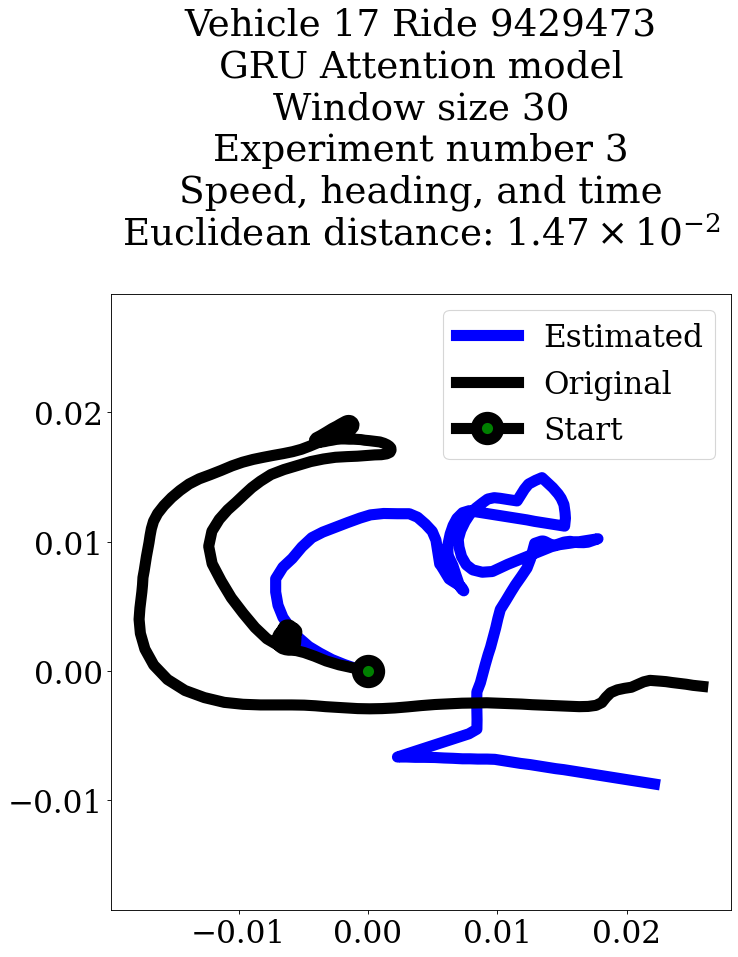 Vehicle 17 Ride 9429473
GRU Attention model
Window size 30
Experiment number 3
Speed, heading, and time
Euclidean distance: 1.47 × 10⁻²
Estimated
Original
Start
0.02
0.01
0.00
−0.01
−0.01 0.00 0.01 0.02